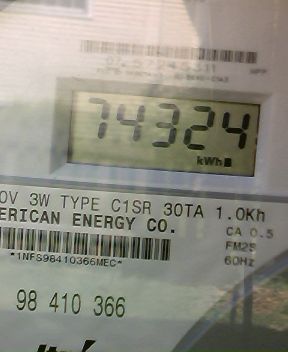 74324
kWh
0V 3W TYPE C1SR 30TA 1.0Kh
ERICAN ENERGY CO.
CA 0.5
FM2S
60Hz
*1NFS98410366MEC*
98 410 366